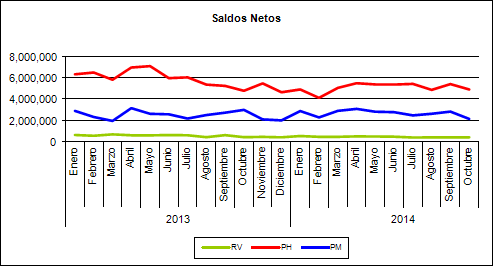 Saldos Netos
8,000,000
6,000,000
4,000,000
2,000,000
0
Enero Febrero Marzo Abril Mayo Junio Julio Agosto Septiembre Octubre Noviembre Diciembre Enero Febrero Marzo Abril Mayo Junio Julio Agosto Septiembre Octubre
2013 2014
RV PH PM